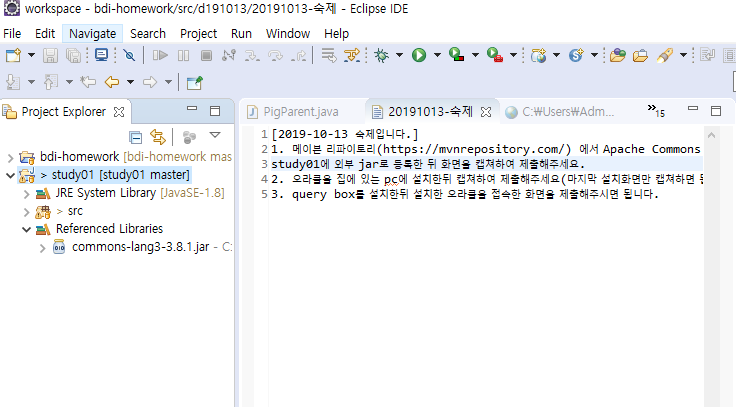 workspace - bdi-homework/src/d191013/20191013-숙제 - Eclipse IDE
File Edit Navigate Search Project Run Window Help
Project Explorer
PigParent.java
20191013-숙제
C:₩Users₩Adm...
»15
bdi-homework [bdi-homework mas
> study01 [study01 master]
JRE System Library [JavaSE-1.8]
> src
Referenced Libraries
commons-lang3-3.8.1.jar - C:
1 [2019-10-13 숙제입니다.]
2 1. 메이븐 리파이토리(https://mvnrepository.com/) 에서 Apache Commons
3 study01에 외부 jar로 등록한 뒤 화면을 캡쳐하여 제출해주세요.
4 2. 오라클을 집에 있는 pc에 설치한뒤 캡쳐하여 제출해주세요(마지막 설치화면만 캡쳐하면
5 3. query box를 설치한뒤 설치한 오라클을 접속한 화면을 제출해주시면 됩니다.